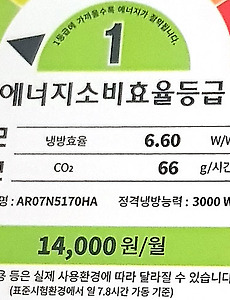 1등급에 가까울수록 에너지가 절약됩니다.
1
에너지소비효율등급
냉방효율 6.60 W/W
CO₂ 66 g/시간
명 : AR07N5170HA 정격냉방능력 : 3000 W
14,000 원/월
용 등은 실제 사용환경에 따라 달라질 수 있습니다
(표준시험환경에서 일 7.8시간 가동 기준)